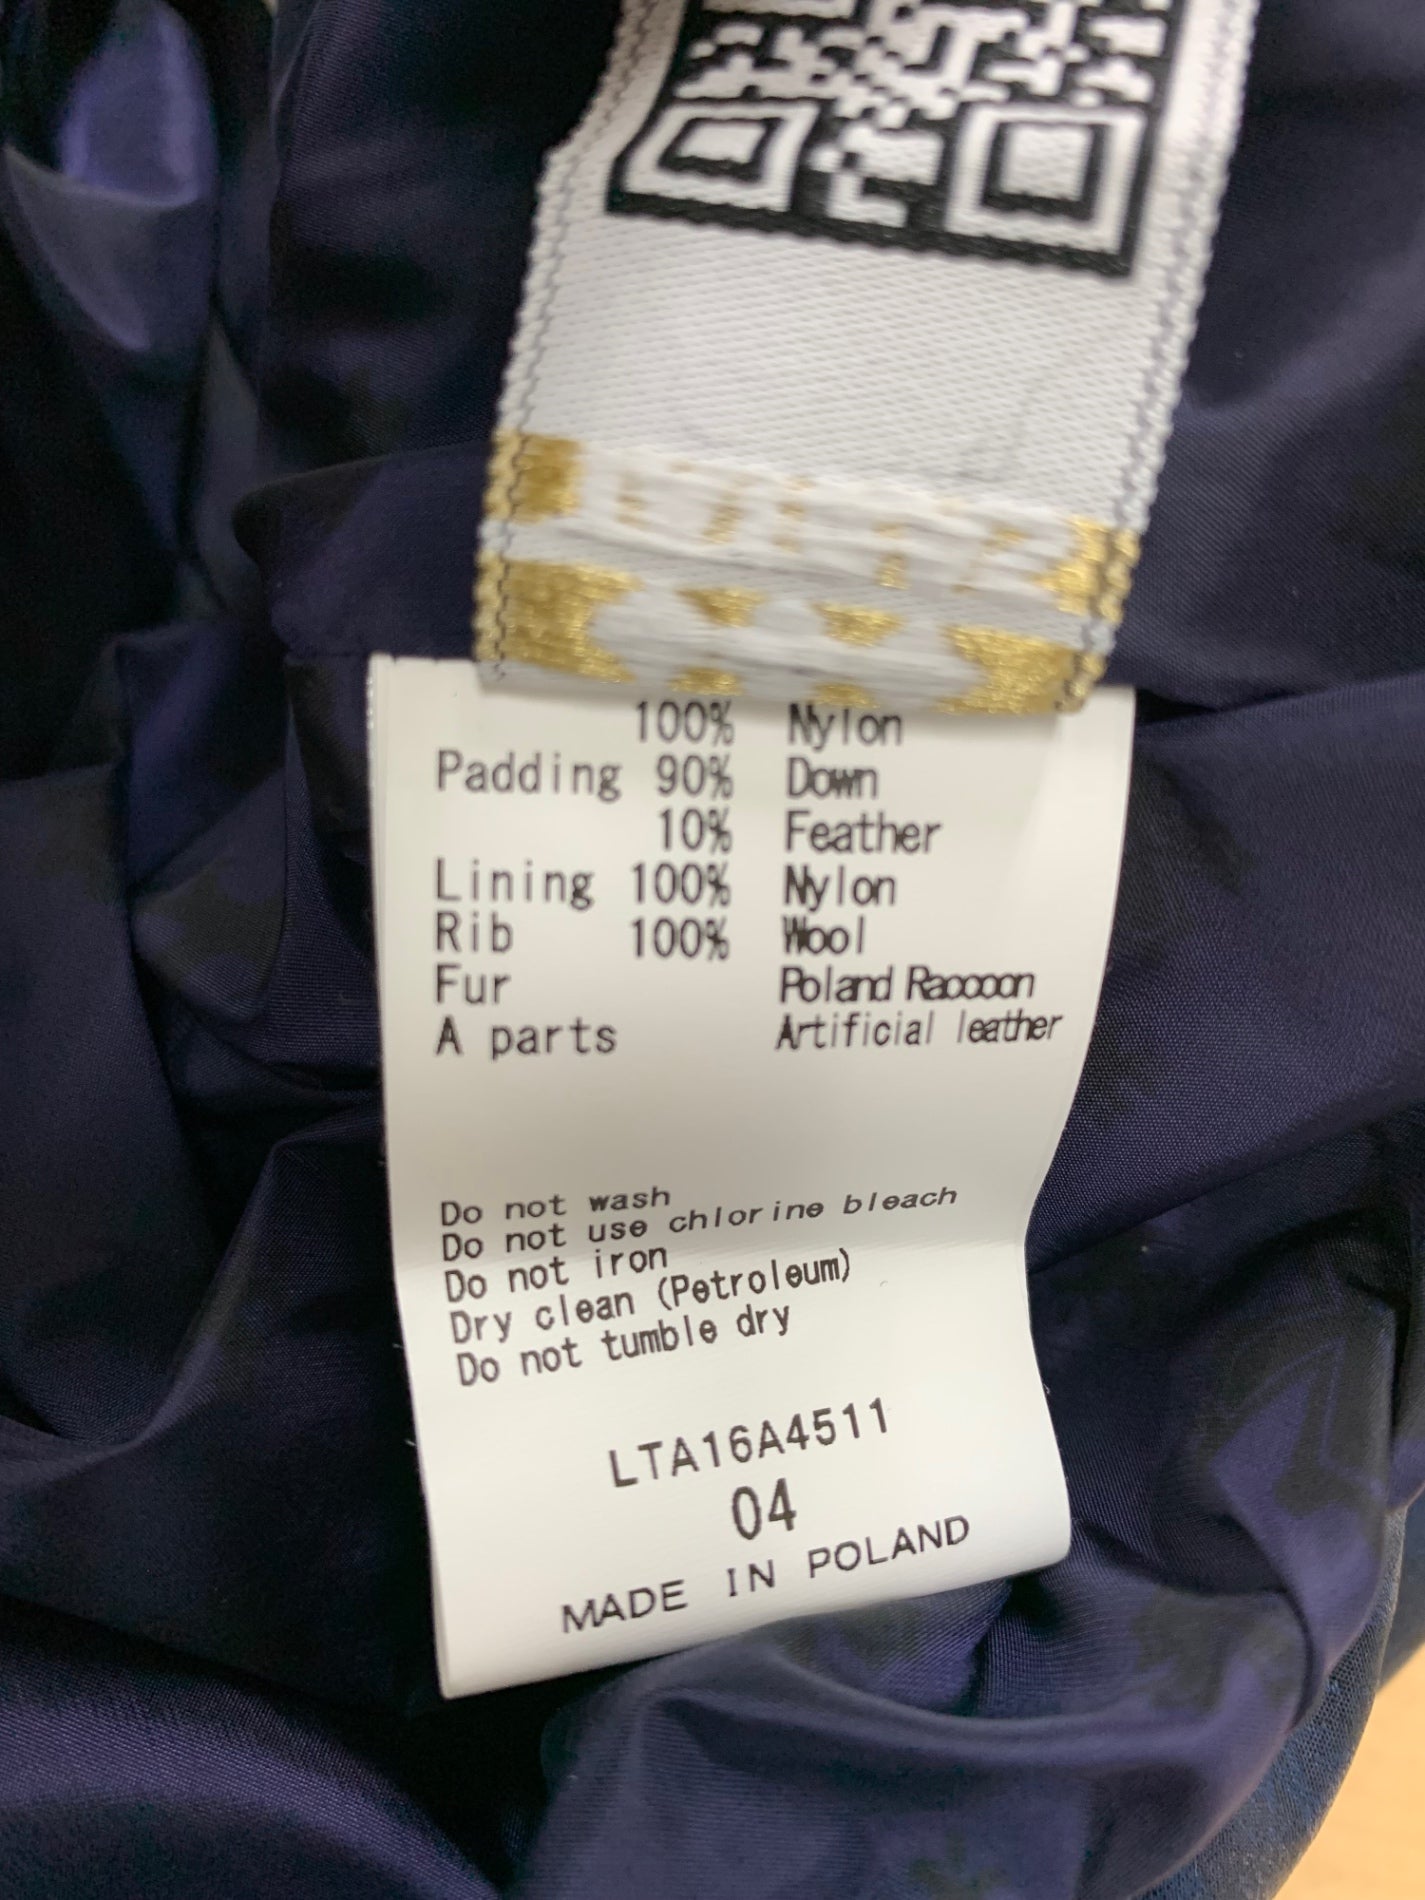 100% Nylon
Padding 90% Down
10% Feather
Lining 100% Nylon
Rib 100% Wool
Fur Poland Racoooon
A parts Artificial leather
Do not wash
Do not use chlorine bleach
Do not iron
Dry clean (Petroleum)
Do not tumble dry
LTA16A4511
04
MADE IN POLAND